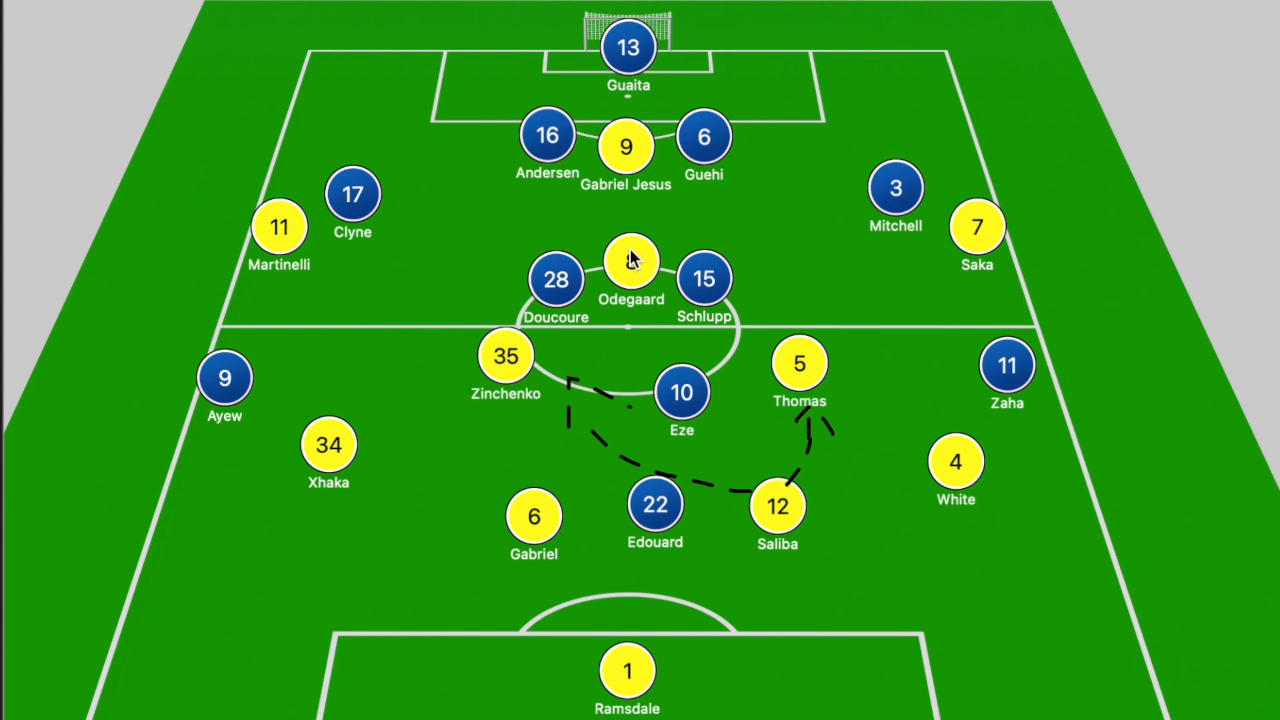 13
Guaita
16
Andersen
9
Gabriel Jesus
6
Guehi
17
Clyne
3
Mitchell
11
Martinelli
7
Saka
28
Doucoure
Odegaard
15
Schlupp
35
Zinchenko
5
Thomas
9
Ayew
10
Eze
11
Zaha
34
Xhaka
4
White
6
Gabriel
22
Edouard
12
Saliba
1
Ramsdale